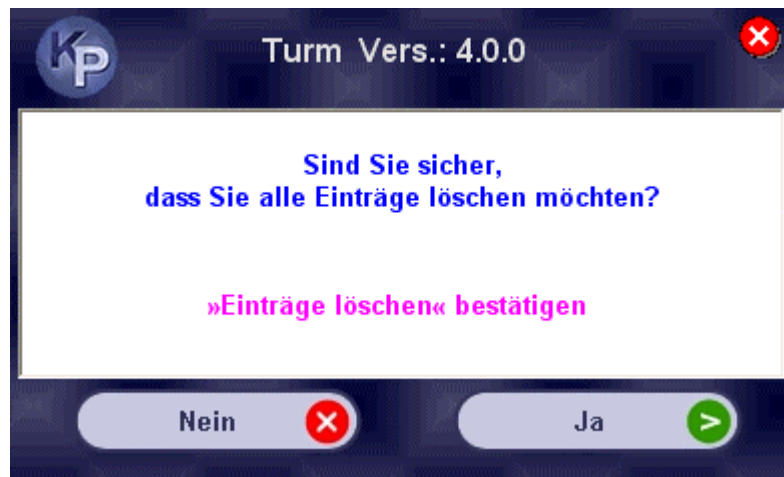 KP
Turm Vers.: 4.0.0
Sind Sie sicher,
dass Sie alle Einträge löschen möchten?
»Einträge löschen« bestätigen
Nein
Ja